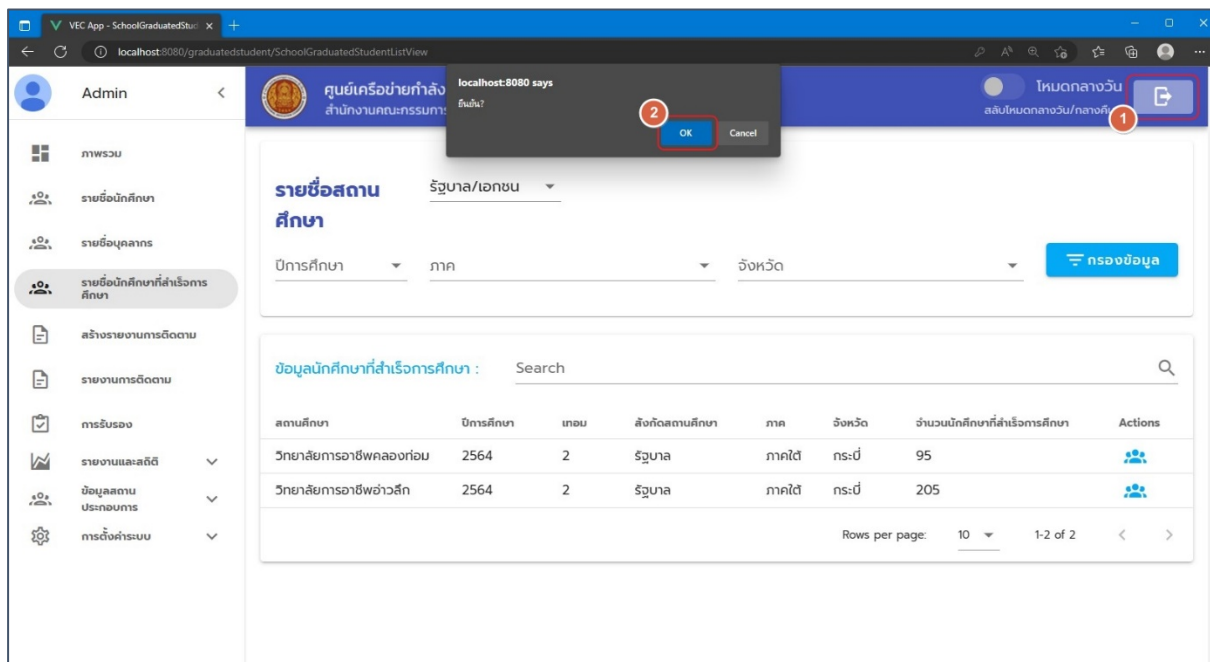 VEC App - SchoolGraduatedStud
localhost:8080/graduatedstudent/SchoolGraduatedStudentListView
Admin
ศูนย์เครือข่ายกำลัง
สำนักงานคณะกรรมการ
localhost:8080 says
ยืนยัน?
2
OK
Cancel
โหมดกลางวัน
สลับโหมดกลางวัน/กลางคืน
1
ภาพรวม
รายชื่อนักศึกษา
รายชื่อบุคลากร
รายชื่อนักศึกษาที่สำเร็จการ
ศึกษา
สร้างรายงานการติดตาม
รายงานการติดตาม
การรับรอง
รายงานและสถิติ
ข้อมูลสถาน
ประกอบการ
การตั้งค่าระบบ
รายชื่อสถาน
ศึกษา
รัฐบาล/เอกชน
ปีการศึกษา
ภาค
จังหวัด
กรองข้อมูล
ข้อมูลนักศึกษาที่สำเร็จการศึกษา :
Search
สถานศึกษา ปีการศึกษา เทอม สังกัดสถานศึกษา ภาค จังหวัด จำนวนนักศึกษาที่สำเร็จการศึกษา Actions
วิทยาลัยการอาชีพคลองท่อม 2564 2 รัฐบาล ภาคใต้ กระบี่ 95
วิทยาลัยการอาชีพอ่าวลึก 2564 2 รัฐบาล ภาคใต้ กระบี่ 205
Rows per page: 10 1-2 of 2